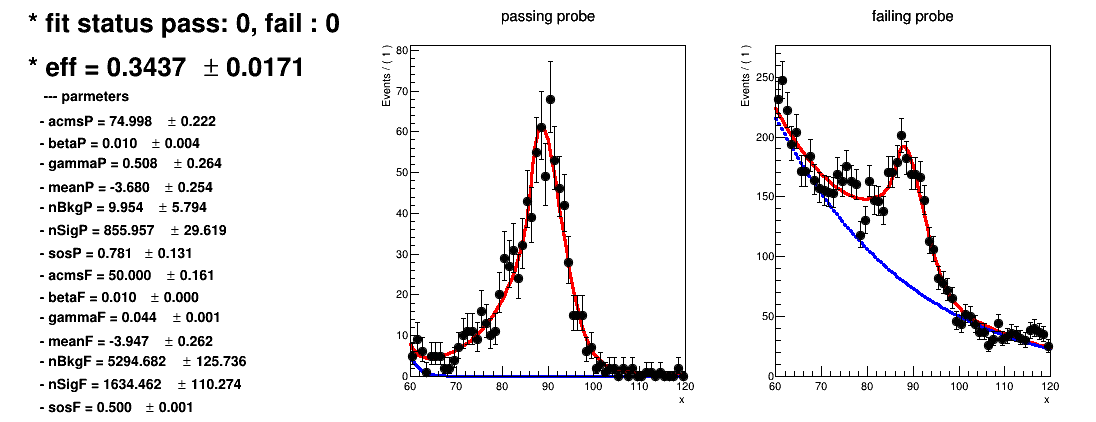 * fit status pass: 0, fail : 0
* eff = 0.3437 ± 0.0171
--- parmeters
- acmsP = 74.998 ± 0.222
- betaP = 0.010 ± 0.004
- gammaP = 0.508 ± 0.264
- meanP = -3.680 ± 0.254
- nBkgP = 9.954 ± 5.794
- nSigP = 855.957 ± 29.619
- sosP = 0.781 ± 0.131
- acmsF = 50.000 ± 0.161
- betaF = 0.010 ± 0.000
- gammaF = 0.044 ± 0.001
- meanF = -3.947 ± 0.262
- nBkgF = 5294.682 ± 125.736
- nSigF = 1634.462 ± 110.274
- sosF = 0.500 ± 0.001
passing probe
Events / ( 1 )
80
70
60
50
40
30
20
10
0
60 70 80 90 100 110 120
x
failing probe
Events / ( 1 )
250
200
150
100
50
0
60 70 80 90 100 110 120
x